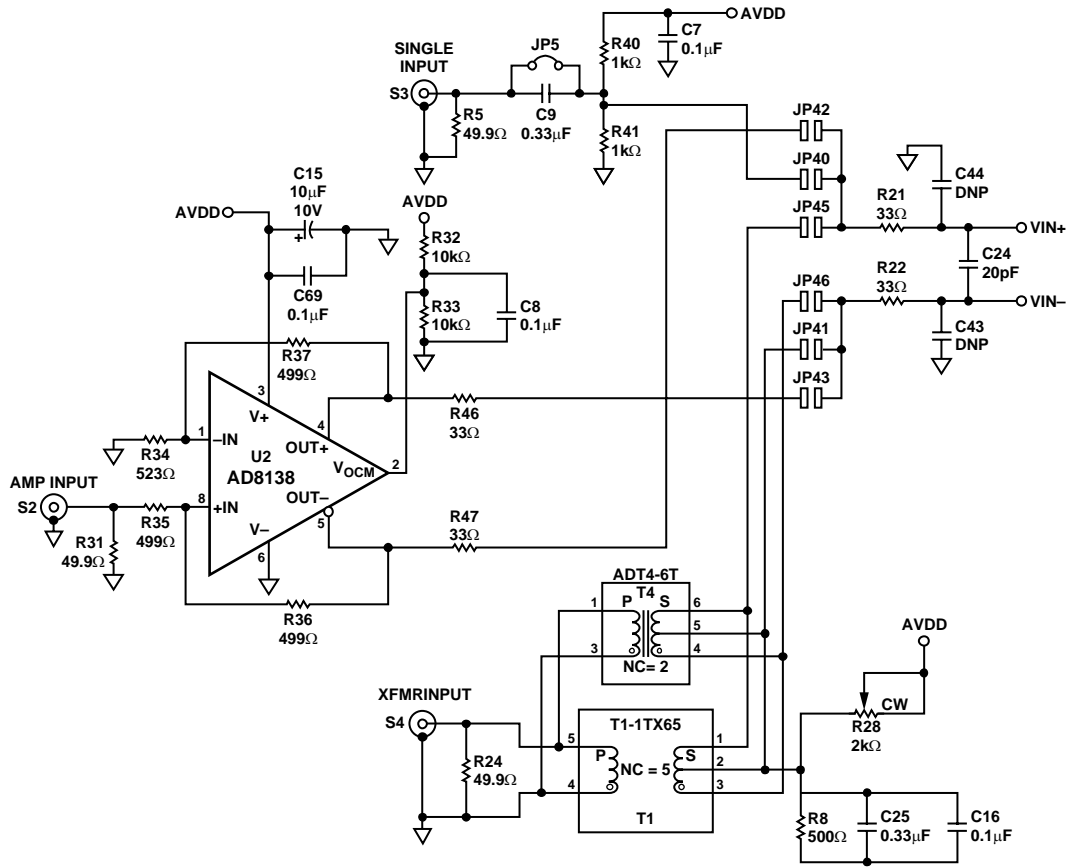 AVDD
C7
0.1µF
R40
1kΩ
JP5
SINGLE
INPUT
S3
R5
49.9Ω
C9
0.33µF
R41
1kΩ
JP42
JP40
JP45
C44
DNP
R21
33Ω
VIN+
C24
20pF
JP46
R22
33Ω
VIN–
JP41
C43
DNP
JP43
C15
10µF
10V
+
AVDD
C69
0.1µF
AVDD
R32
10kΩ
R33
10kΩ
C8
0.1µF
R37
499Ω
3
V+
4
R46
33Ω
1
–IN
OUT+
R34
523Ω
U2
AD8138
VOCM
2
AMP INPUT
S2
8
+IN
OUT–
R35
499Ω
R31
49.9Ω
V–
5
6
R47
33Ω
R36
499Ω
ADT4-6T
T4
1
P
S
6
5
3
4
NC= 2
AVDD
XFMRINPUT
S4
R24
49.9Ω
T1-1TX65
5
P
NC = 5
S
1
2
4
3
T1
CW
R28
2kΩ
R8
500Ω
C25
0.33µF
C16
0.1µF